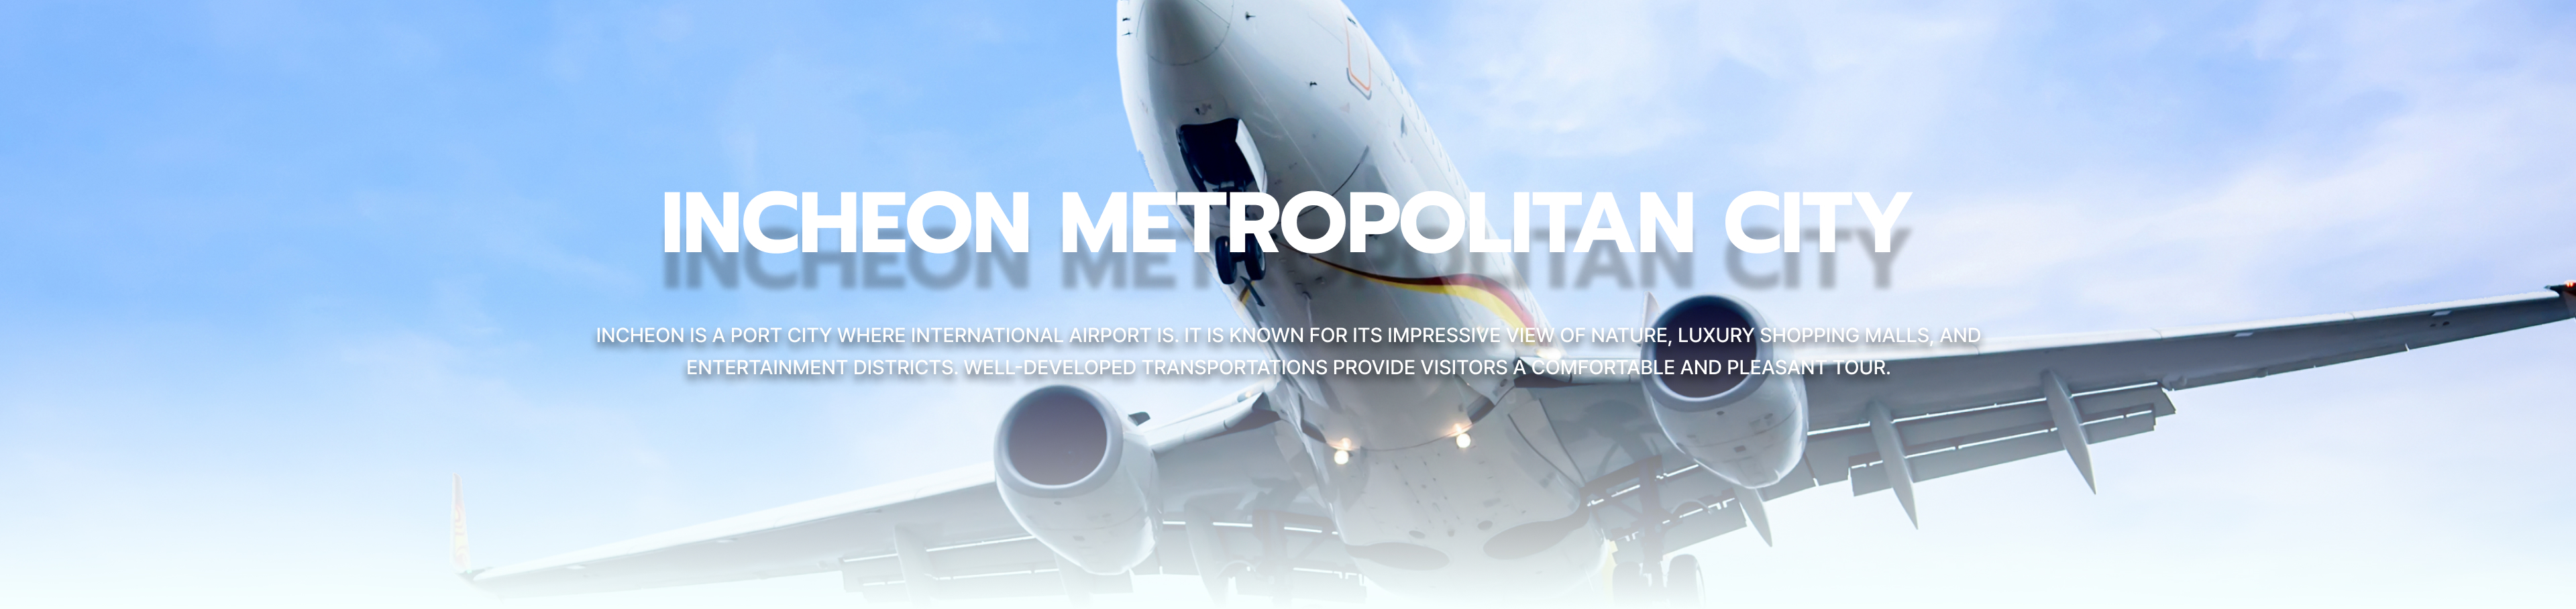 INCHEON METROPOLITAN CITY
INCHEON IS A PORT CITY WHERE INTERNATIONAL AIRPORT IS. IT IS KNOWN FOR ITS IMPRESSIVE VIEW OF NATURE, LUXURY SHOPPING MALLS, AND
ENTERTAINMENT DISTRICTS. WELL-DEVELOPED TRANSPORTATIONS PROVIDE VISITORS A COMFORTABLE AND PLEASANT TOUR.